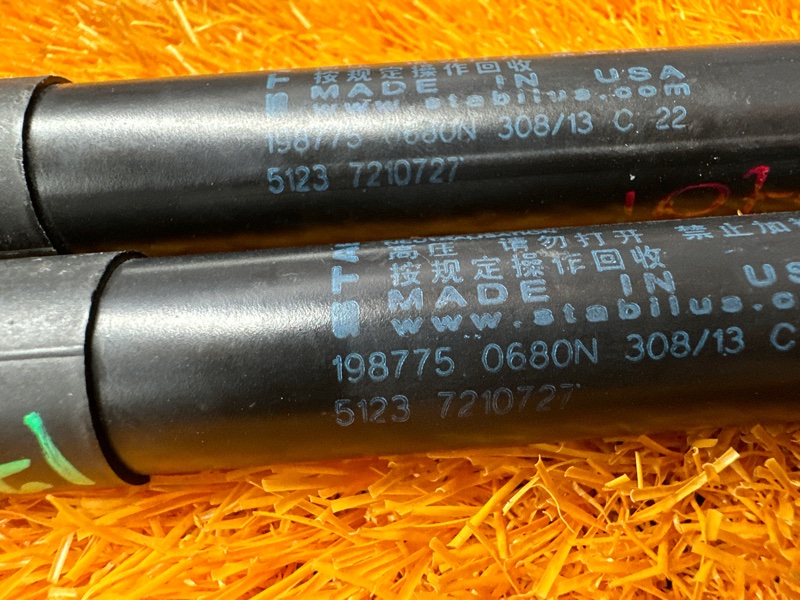 按规定操作回收
MADE IN USA
www.stabilus.com
198775 0680N 308/13 C 22
5123 7210727
高压 请勿打开 禁止加
按规定操作回收
MADE IN US
www.stabilus.c
198775 0680N 308/13 C
5123 7210727
STA